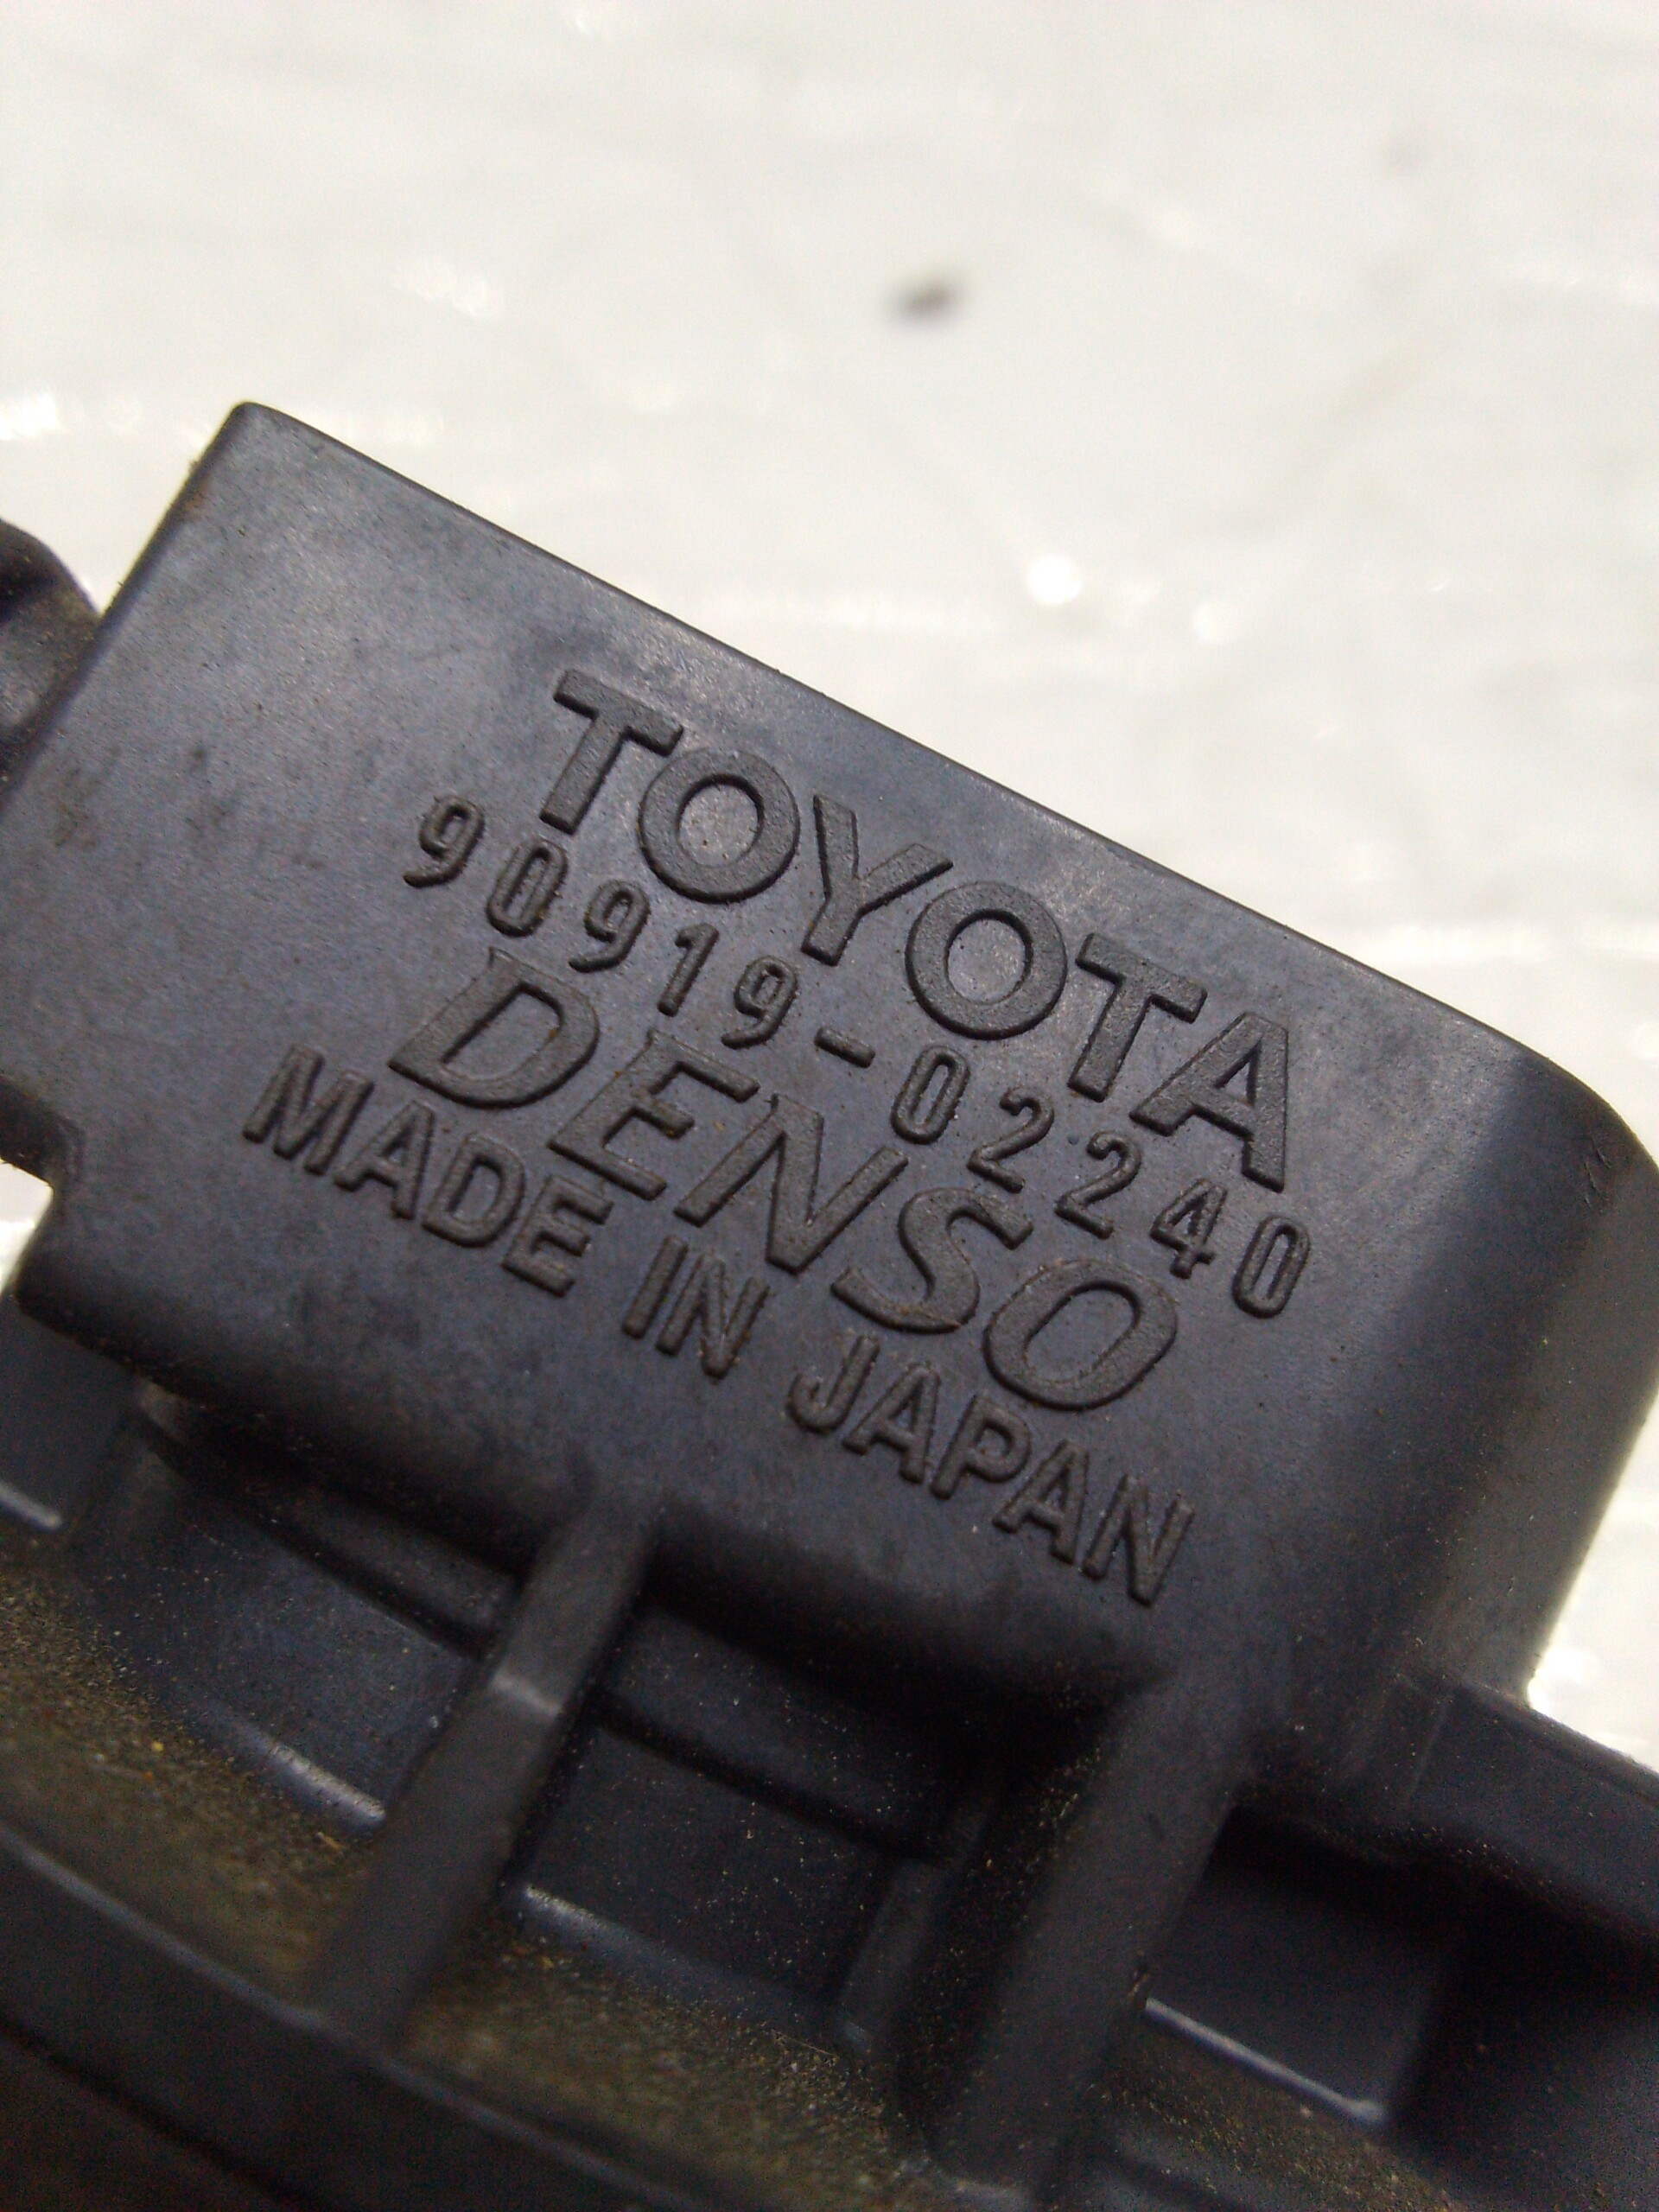 TOYOTA
90919-02240
DENSO
MADE IN JAPAN